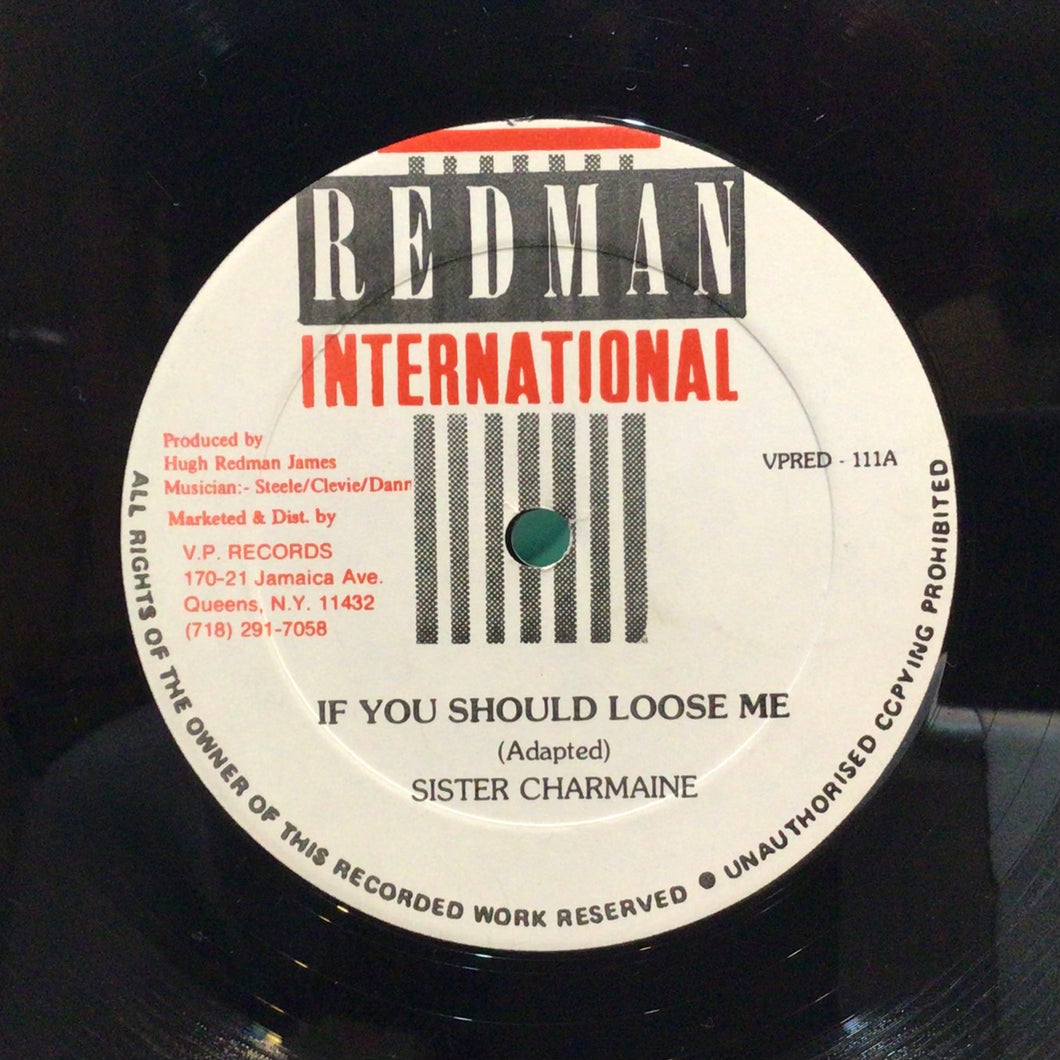 REDMAN
INTERNATIONAL
Produced by
Hugh Redman James
Musician:- Steele/Clevie/Dann
Marketed & Dist. by
V.P. RECORDS
170-21 Jamaica Ave.
Queens, N.Y. 11432
(718) 291-7058
VPRED - 111A
IF YOU SHOULD LOOSE ME
(Adapted)
SISTER CHARMAINE
ALL RIGHTS OF THE OWNER OF THIS RECORDED WORK RESERVED ● UNAUTHORISED CCPYING PROHIBITED